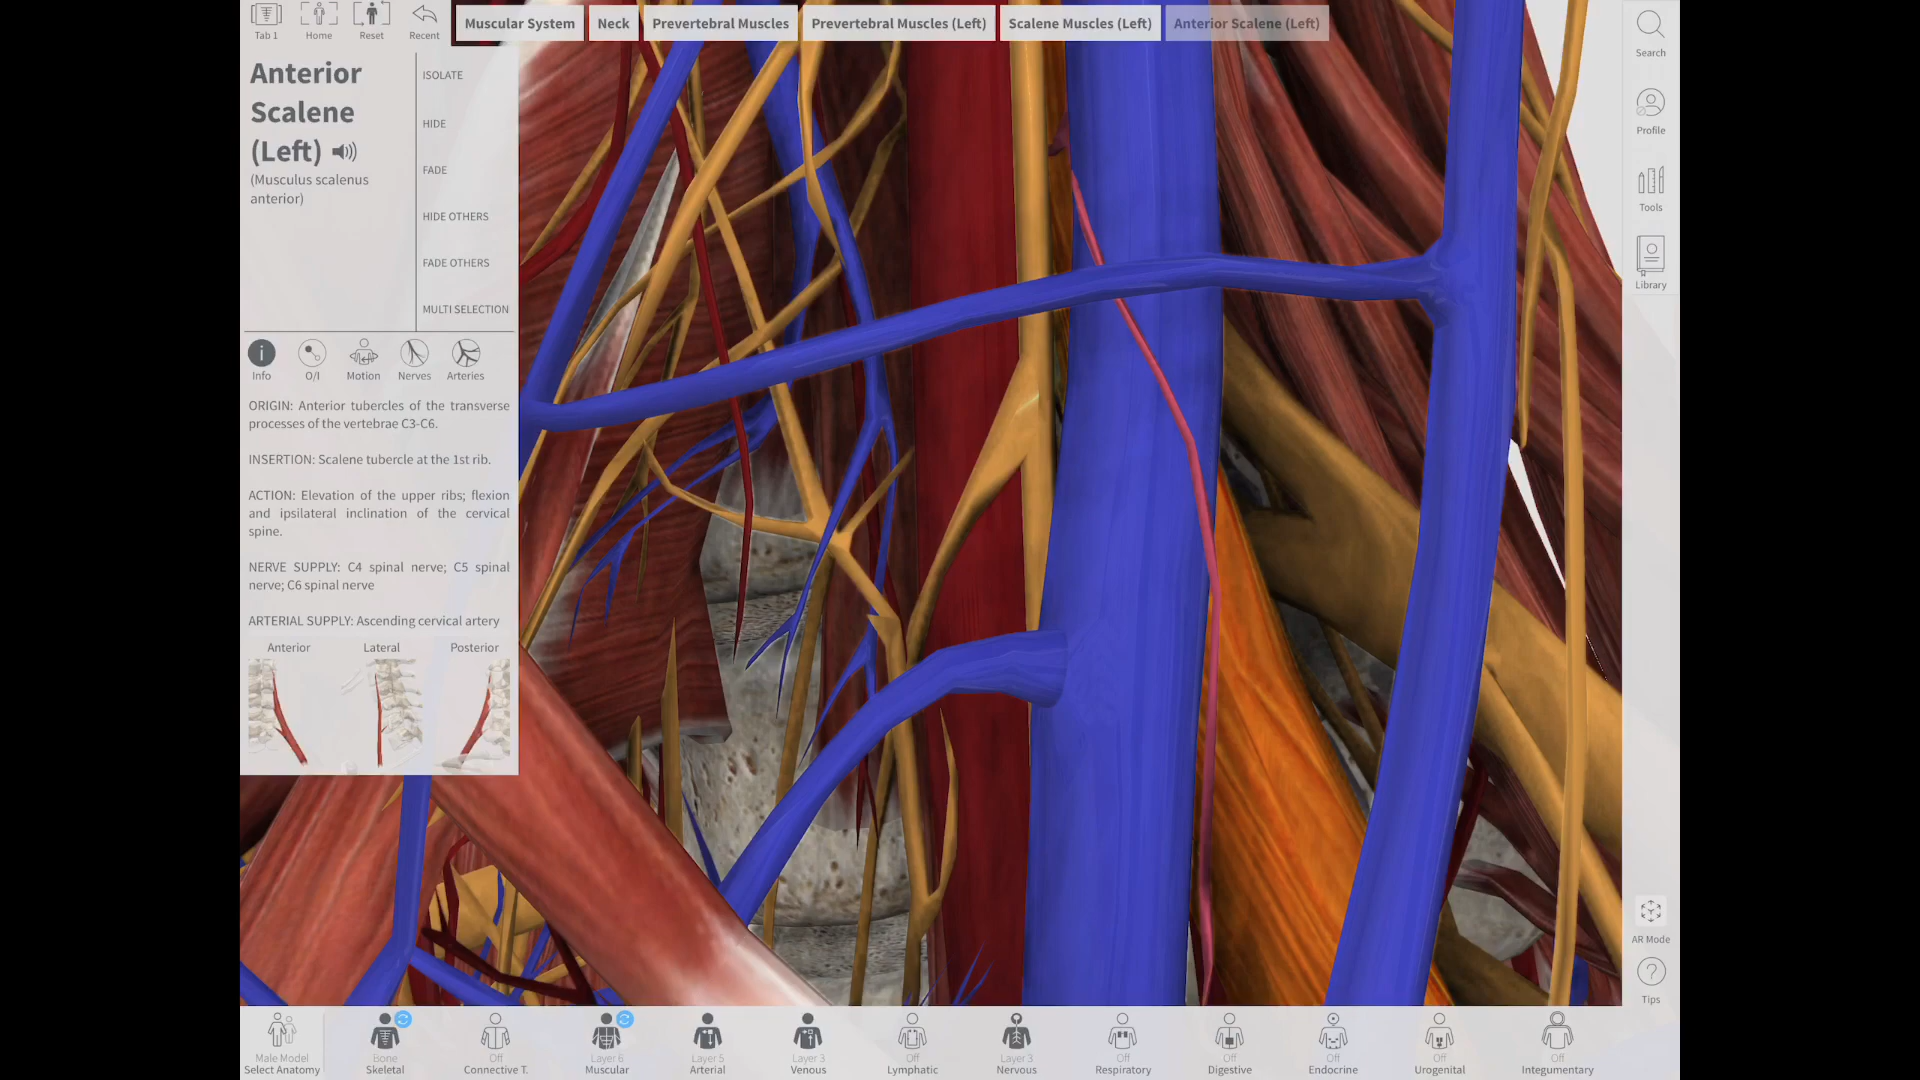 Tab 1
Home
Reset
Recent
Muscular System
Neck
Prevertebral Muscles
Prevertebral Muscles (Left)
Scalene Muscles (Left)
Anterior Scalene (Left)
Anterior
Scalene
(Left)
(Musculus scalenus
anterior)
ISOLATE
HIDE
FADE
HIDE OTHERS
FADE OTHERS
MULTI SELECTION
Info
O/I
Motion
Nerves
Arteries
ORIGIN: Anterior tubercles of the transverse
processes of the vertebrae C3-C6.
INSERTION: Scalene tubercle at the 1st rib.
ACTION: Elevation of the upper ribs; flexion
and ipsilateral inclination of the cervical
spine.
NERVE SUPPLY: C4 spinal nerve; C5 spinal
nerve; C6 spinal nerve
ARTERIAL SUPPLY: Ascending cervical artery
Anterior
Lateral
Posterior
Search
Profile
Tools
Library
AR Mode
Tips
Male Model
Select Anatomy
Bone
Skeletal
Off
Connective T.
Layer 6
Muscular
Layer 5
Arterial
Layer 3
Venous
Off
Lymphatic
Layer 3
Nervous
Off
Respiratory
Off
Digestive
Off
Endocrine
Off
Urogenital
Off
Integumentary